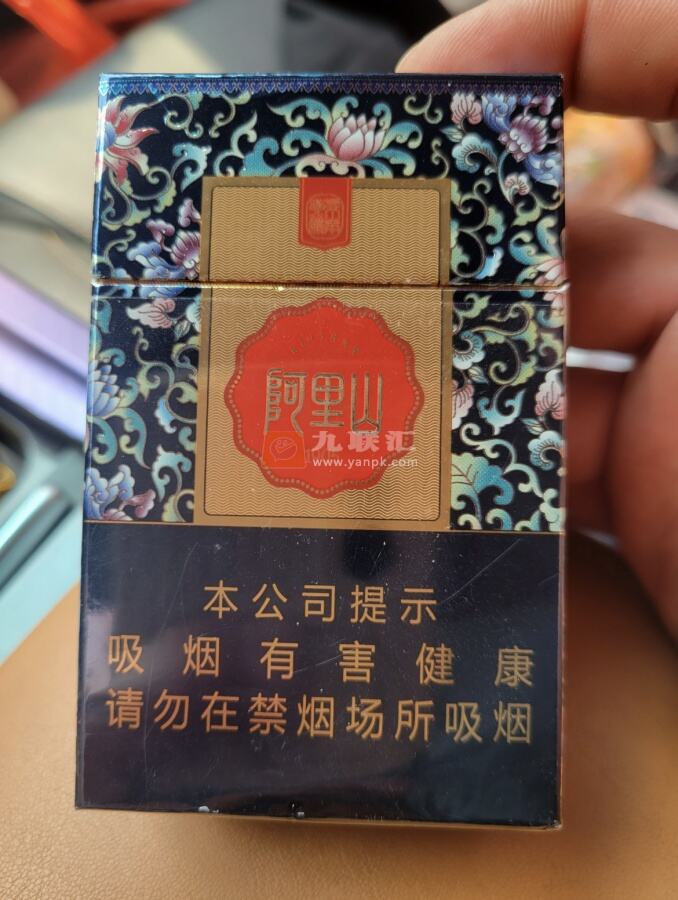 阿里山
九联汇
www.yanpk.com
本公司提示
吸烟有害健康
请勿在禁烟场所吸烟